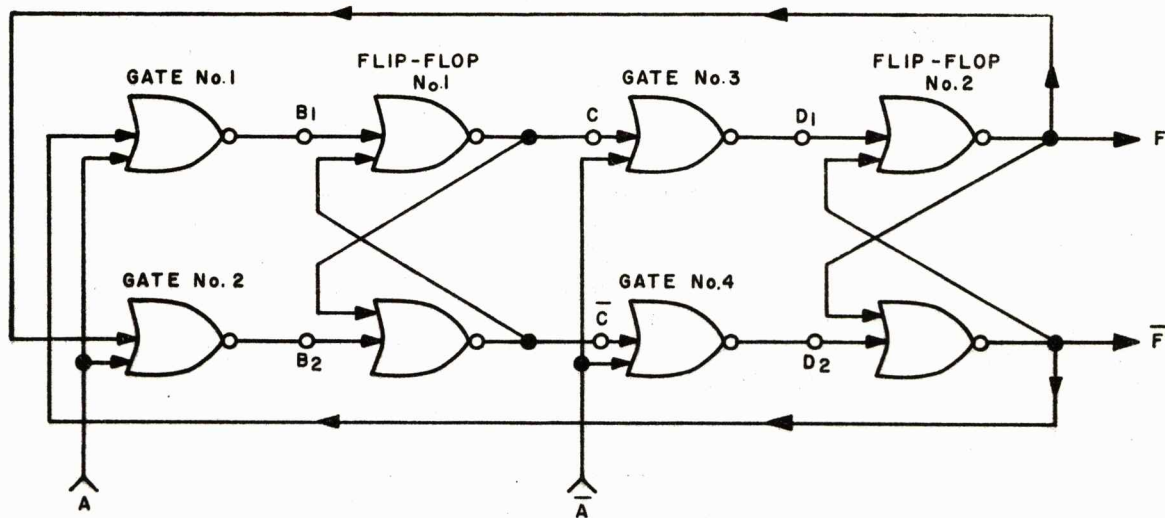 GATE No.1
FLIP-FLOP
No.1
GATE No.3
FLIP-FLOP
No.2
B1
C
D1
F
GATE No. 2
GATE No.4
B2
C̅
D2
F̅
A
A̅